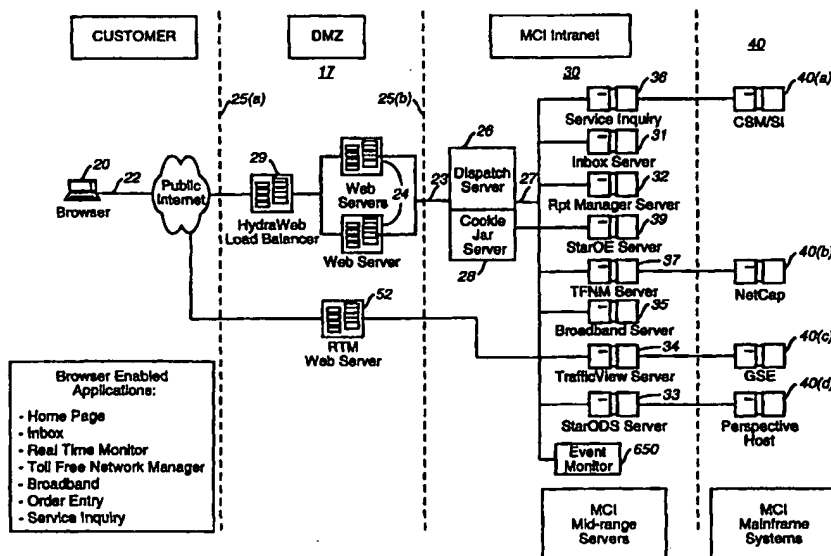 CUSTOMER
DMZ
17
MCI Intranet
30
40
25(a)
25(b)
20
22
Browser
Public
Internet
29
HydraWeb
Load Balancer
Web
Servers
24
Web Server
23
26
Dispatch
Server
27
Cookie
Jar
Server
28
36
Service Inquiry
31
Inbox Server
32
Rpt Manager Server
39
StarOE Server
37
TFNM Server
35
Broadband Server
34
TrafficView Server
33
StarODS Server
Event
Monitor
650
40(a)
CSM/SI
40(b)
NetCap
40(c)
GSE
40(d)
Perspective
Host
52
RTM
Web Server
Browser Enabled
Applications:
- Home Page
- Inbox
- Real Time Monitor
- Toll Free Network Manager
- Broadband
- Order Entry
- Service Inquiry
MCI
Mid-range
Servers
MCI
Mainframe
Systems